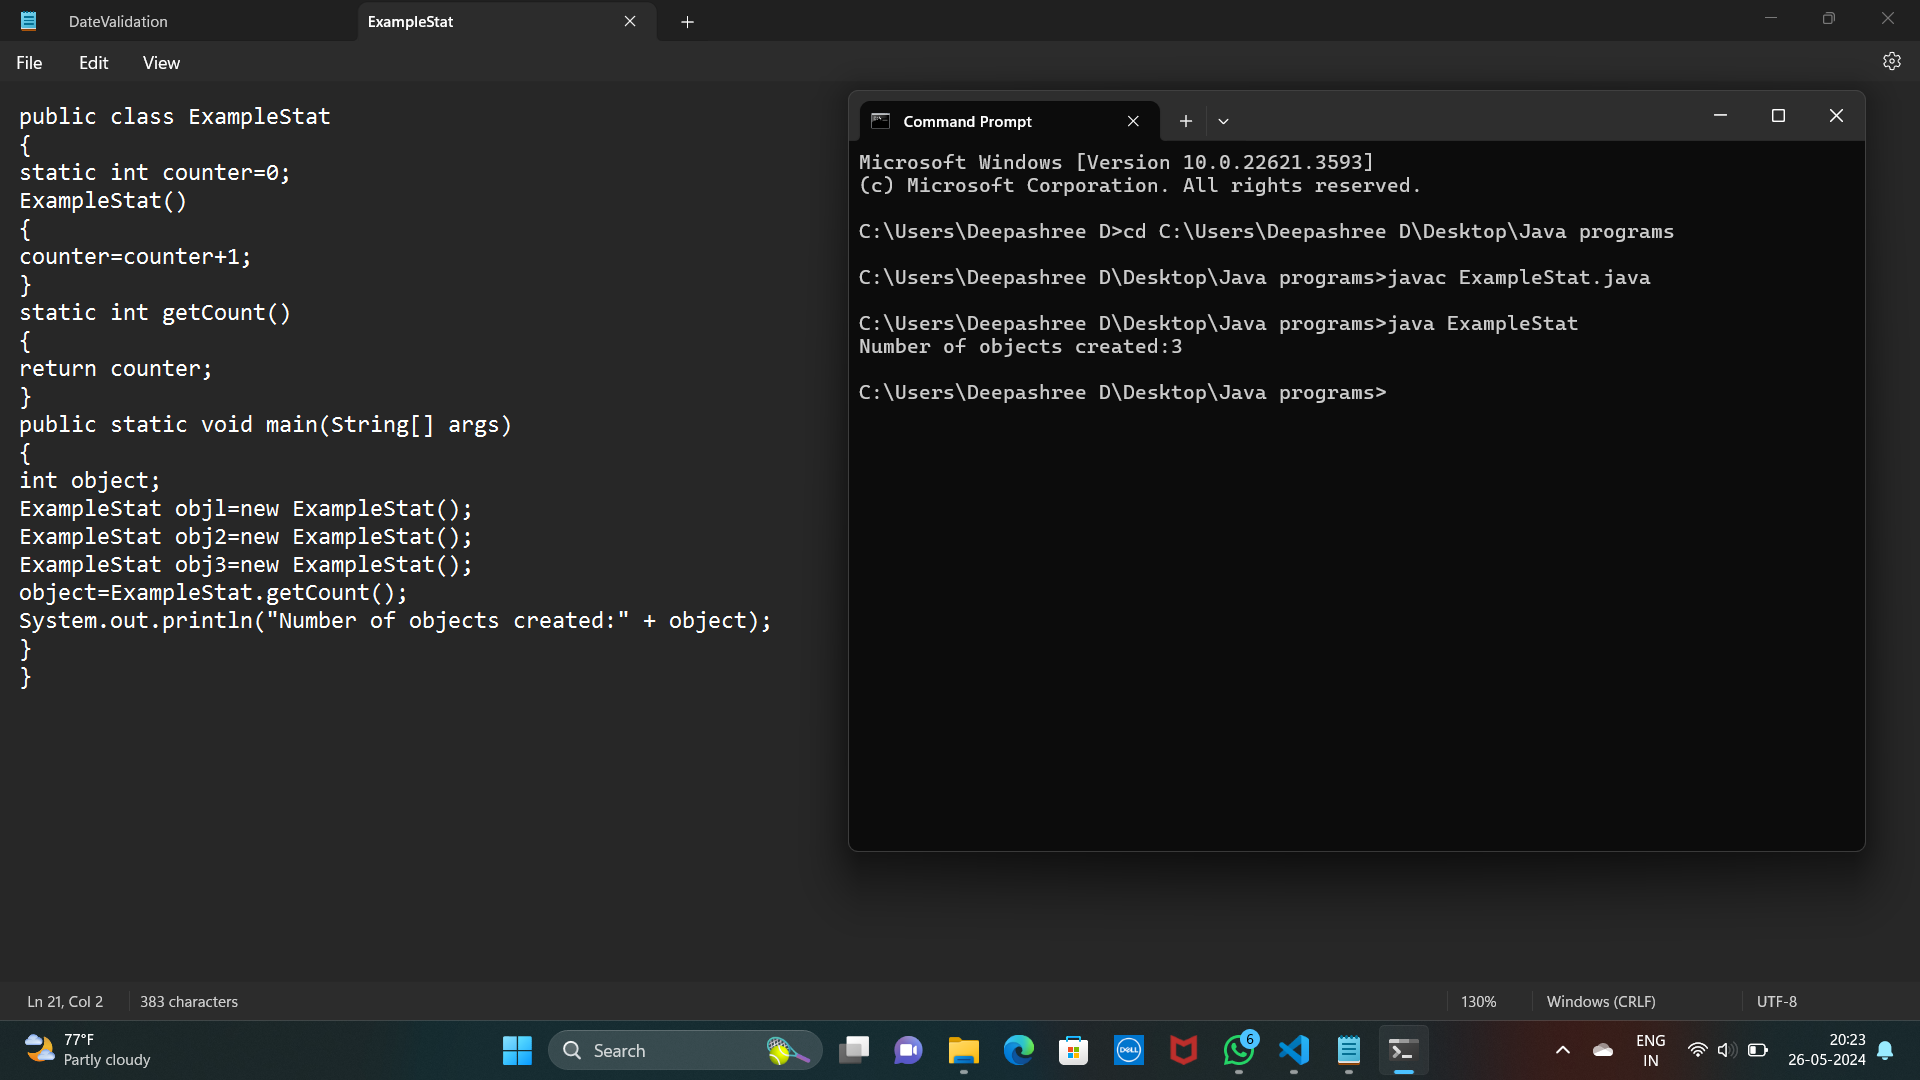 DateValidation
ExampleStat
File
Edit
View
public class ExampleStat
{
static int counter=0;
ExampleStat()
{
counter=counter+1;
}
static int getCount()
{
return counter;
}
public static void main(String[] args)
{
int object;
ExampleStat objl=new ExampleStat();
ExampleStat obj2=new ExampleStat();
ExampleStat obj3=new ExampleStat();
object=ExampleStat.getCount();
System.out.println("Number of objects created:" + object);
}
}
Command Prompt
Microsoft Windows [Version 10.0.22621.3593]
(c) Microsoft Corporation. All rights reserved.
C:\Users\Deepashree D>cd C:\Users\Deepashree D\Desktop\Java programs
C:\Users\Deepashree D\Desktop\Java programs>javac ExampleStat.java
C:\Users\Deepashree D\Desktop\Java programs>java ExampleStat
Number of objects created:3
C:\Users\Deepashree D\Desktop\Java programs>
Ln 21, Col 2
383 characters
130%
Windows (CRLF)
UTF-8
77°F
Partly cloudy
Search
DELL
6
ENG
IN
20:23
26-05-2024